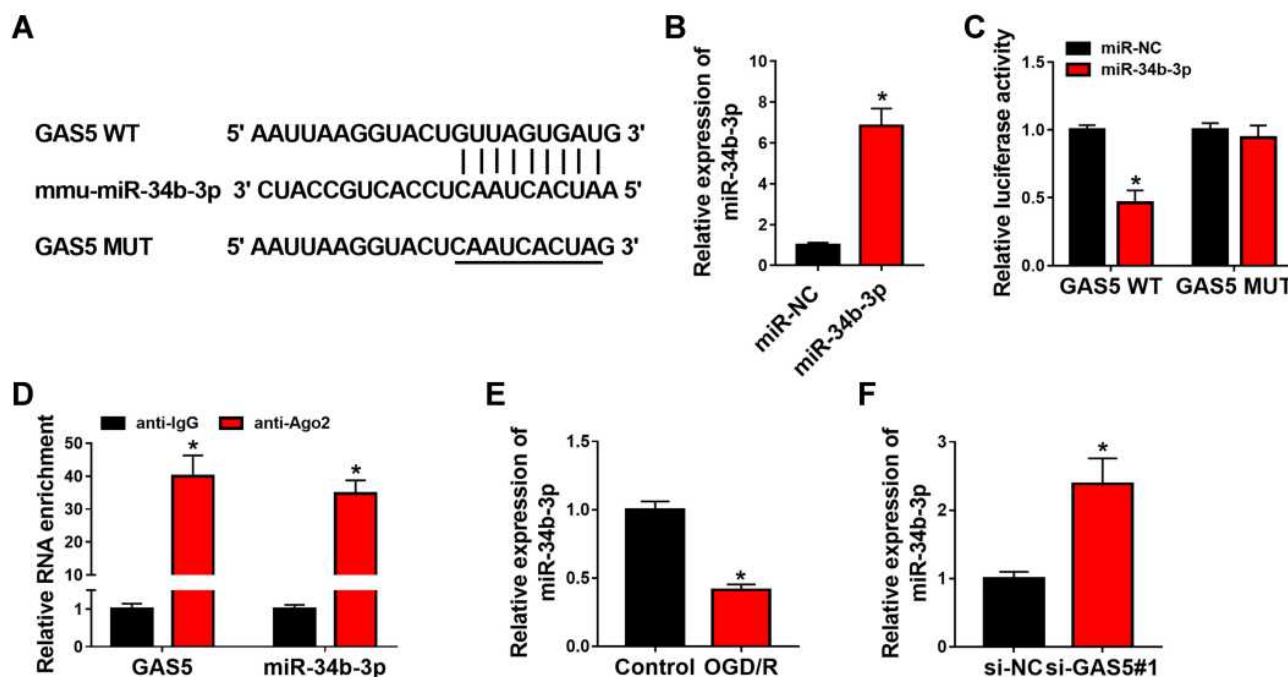 A
GAS5 WT 5' AAUUAAGGUACUGUUAGUGAUG 3'
mmu-miR-34b-3p 3' CUACCGUCACCUCAAUCACUAA 5'
GAS5 MUT 5' AAUUAAGGUACUCAAUCACUAG 3'
B
Relative expression of
miR-34b-3p
10
8
6
4
2
0
*
miR-NC
miR-34b-3p
C
miR-NC
miR-34b-3p
Relative luciferase activity
1.5
1.0
0.5
0.0
*
GAS5 WT
GAS5 MUT
D
anti-IgG
anti-Ago2
Relative RNA enrichment
50
40
30
20
10
1
0
*
*
GAS5
miR-34b-3p
E
Relative expression of
miR-34b-3p
1.5
1.0
0.5
0.0
*
Control
OGD/R
F
Relative expression of
miR-34b-3p
3
2
1
0
*
si-NC
si-GAS5#1